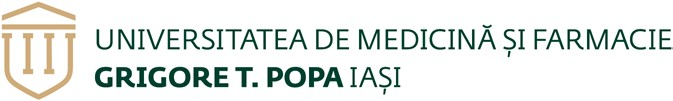 UNIVERSITATEA DE MEDICINĂ ȘI FARMACIE
GRIGORE T. POPA IAȘI